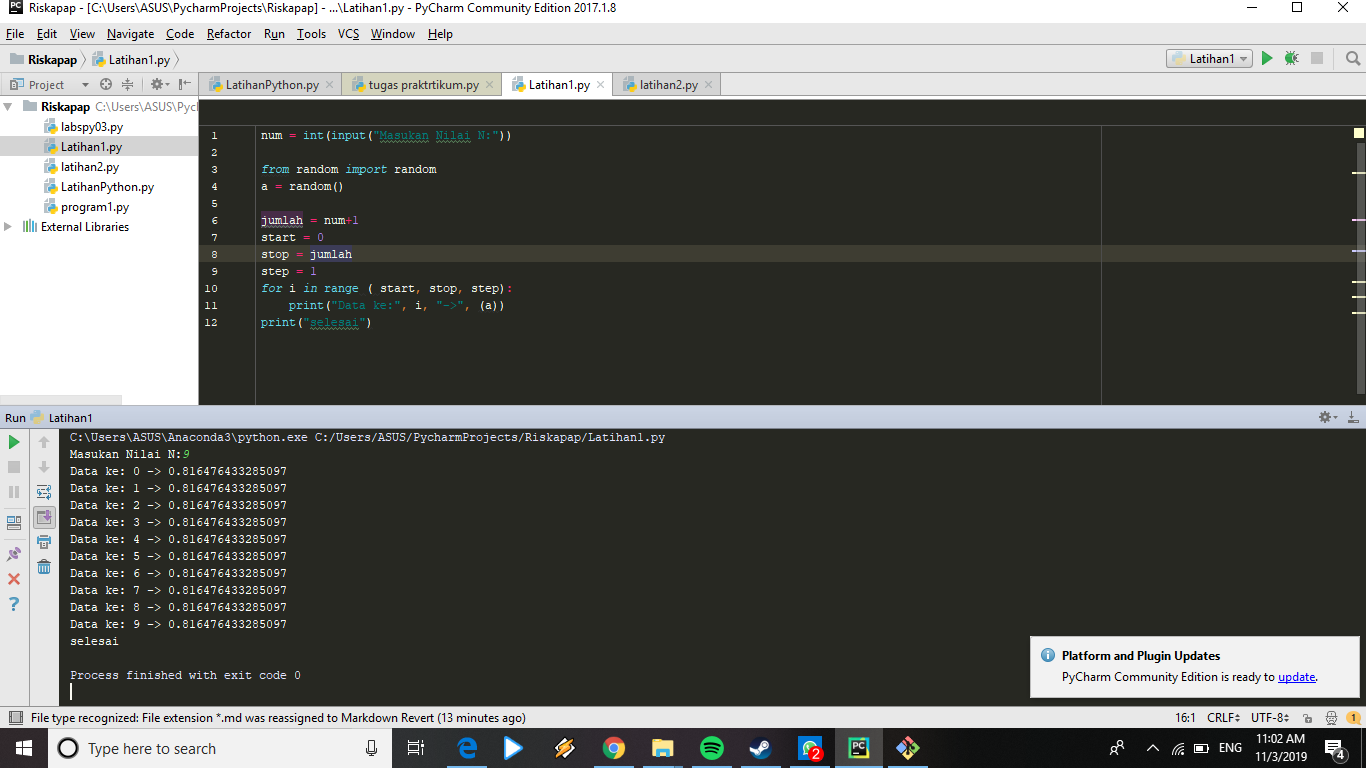 Riskapap - [C:\Users\ASUS\PycharmProjects\Riskapap] - ...\Latihan1.py - PyCharm Community Edition 2017.1.8
File Edit View Navigate Code Refactor Run Tools VCS Window Help
Riskapap Latihan1.py Latihan1
Project LatihanPython.py tugas praktrtikum.py Latihan1.py latihan2.py
Riskapap C:\Users\ASUS\Pycl
labspy03.py
Latihan1.py
latihan2.py
LatihanPython.py
program1.py
External Libraries
1 num = int(input("Masukan Nilai N:"))
2
3 from random import random
4 a = random()
5
6 jumlah = num+1
7 start = 0
8 stop = jumlah
9 step = 1
10 for i in range ( start, stop, step):
11 print("Data ke:", i, "->", (a))
12 print("selesai")
Run Latihan1
C:\Users\ASUS\Anaconda3\python.exe C:/Users/ASUS/PycharmProjects/Riskapap/Latihan1.py
Masukan Nilai N:9
Data ke: 0 -> 0.816476433285097
Data ke: 1 -> 0.816476433285097
Data ke: 2 -> 0.816476433285097
Data ke: 3 -> 0.816476433285097
Data ke: 4 -> 0.816476433285097
Data ke: 5 -> 0.816476433285097
Data ke: 6 -> 0.816476433285097
Data ke: 7 -> 0.816476433285097
Data ke: 8 -> 0.816476433285097
Data ke: 9 -> 0.816476433285097
selesai
Process finished with exit code 0
Platform and Plugin Updates
PyCharm Community Edition is ready to update.
File type recognized: File extension *.md was reassigned to Markdown Revert (13 minutes ago) 16:1 CRLF UTF-8 1
Type here to search 2 ENG 11:02 AM
11/3/2019 4